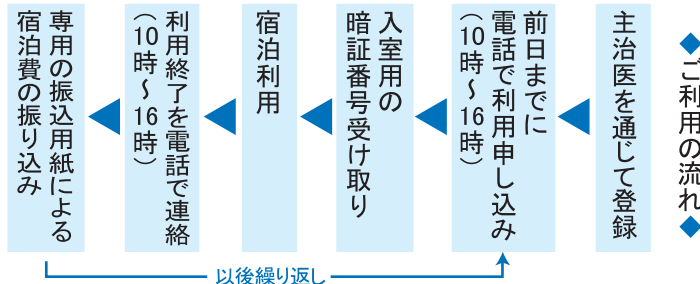 ◆ご利用の流れ◆
主治医を通じて登録
前日までに
電話で利用申し込み
（10時～16時）
入室用の
暗証番号受け取り
宿泊利用
利用終了を電話で連絡
（10時～16時）
専用の振込用紙による
宿泊費の振り込み
以後繰り返し